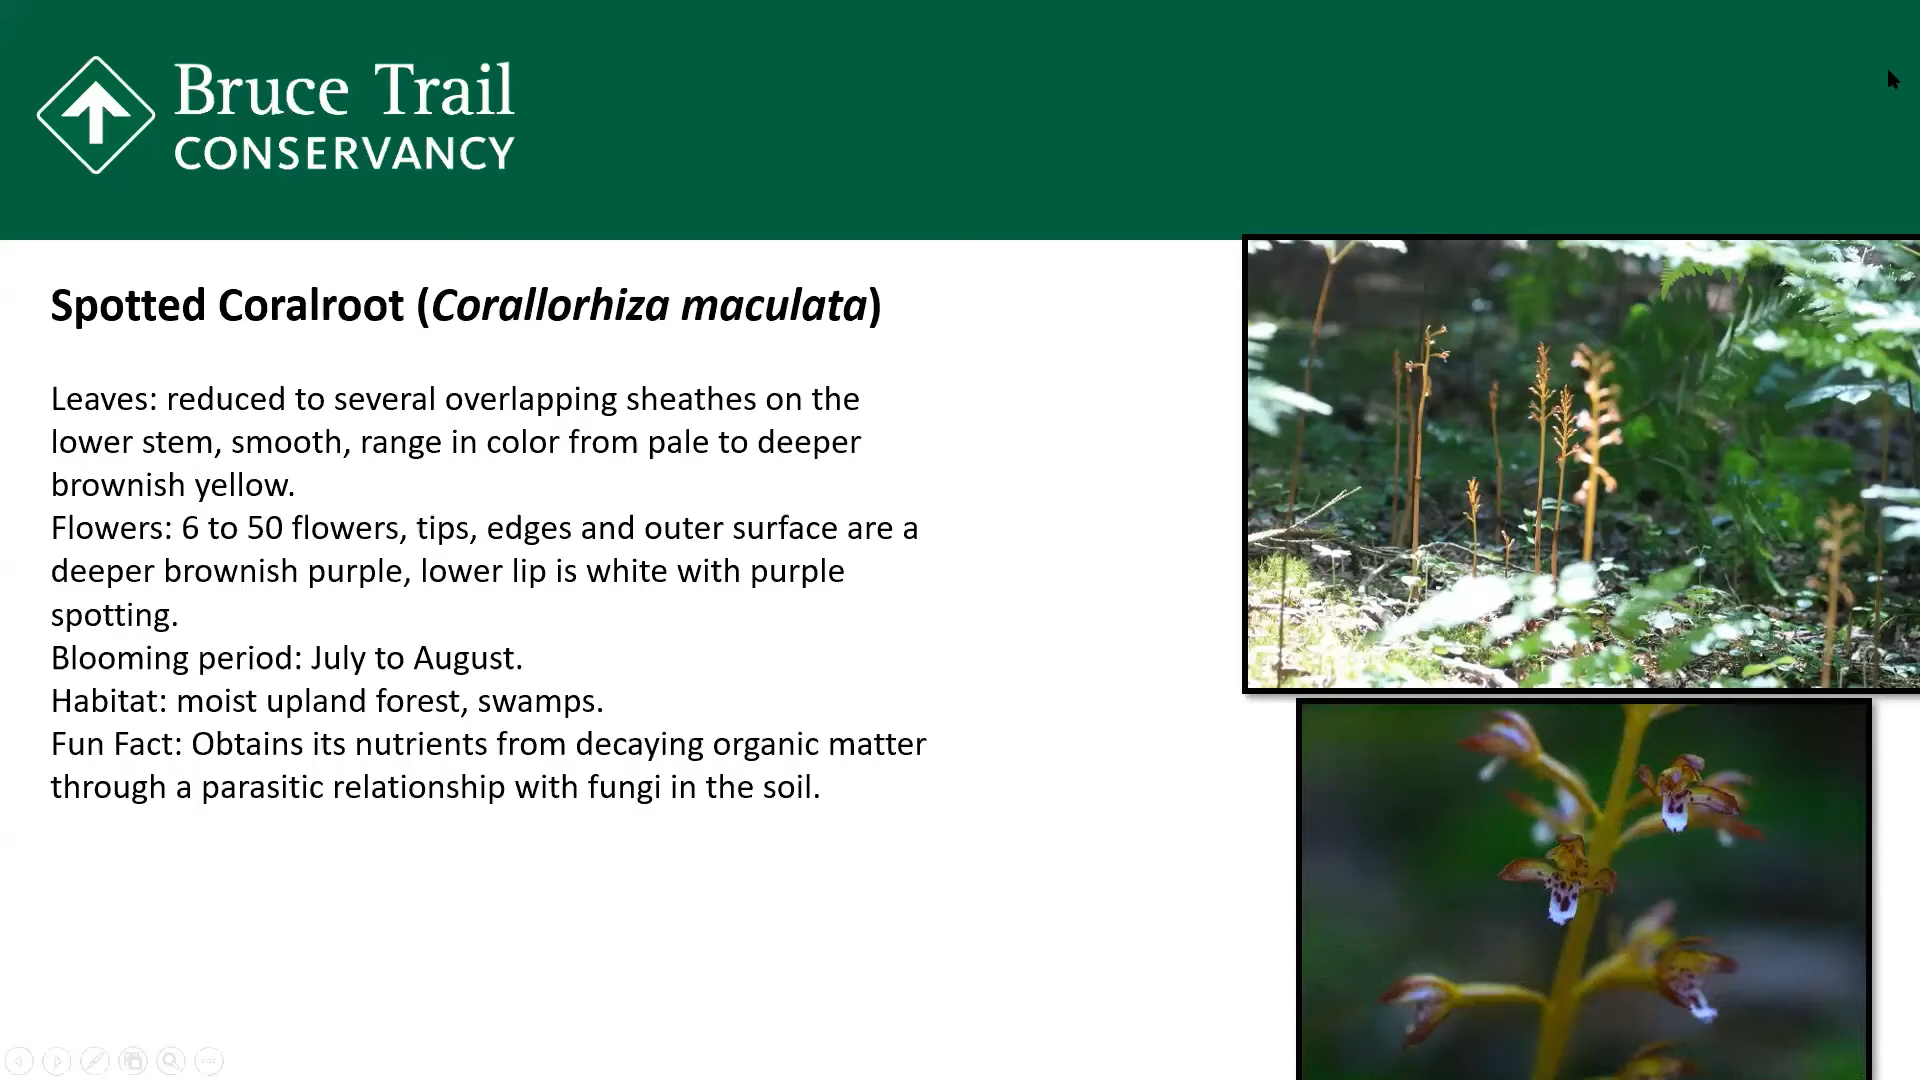 Bruce Trail
CONSERVANCY
Spotted Coralroot (Corallorhiza maculata)
Leaves: reduced to several overlapping sheathes on the
lower stem, smooth, range in color from pale to deeper
brownish yellow.
Flowers: 6 to 50 flowers, tips, edges and outer surface are a
deeper brownish purple, lower lip is white with purple
spotting.
Blooming period: July to August.
Habitat: moist upland forest, swamps.
Fun Fact: Obtains its nutrients from decaying organic matter
through a parasitic relationship with fungi in the soil.